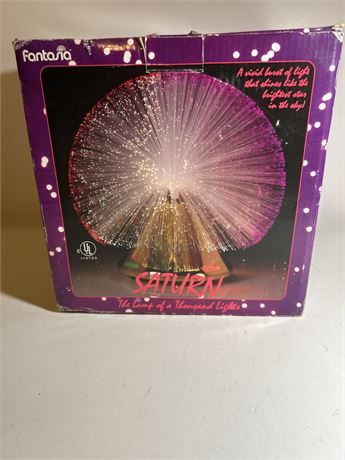 Fantasia
A vivid burst of light
that shines like the
brightest star
in the sky!
UL
LISTED
SATURN
The Lamp of a Thousand Lights